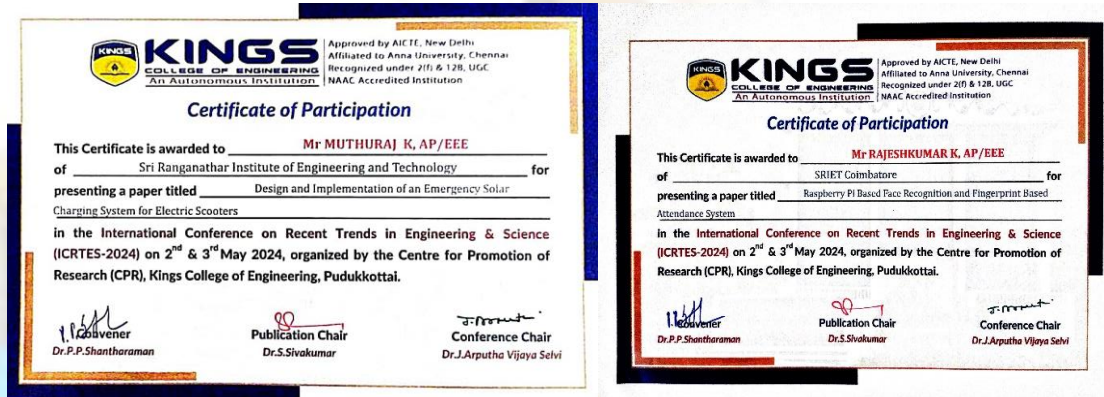 KINGS
KINGS
COLLEGE OF ENGINEERING
An Autonomous Institution
Approved by AICTE, New Delhi
Affiliated to Anna University, Chennai
Recognized under 2(f) & 12B, UGC
NAAC Accredited Institution
Certificate of Participation
This Certificate is awarded to Mr MUTHURAJ K, AP/EEE
of Sri Ranganathar Institute of Engineering and Technology for
presenting a paper titled Design and Implementation of an Emergency Solar
Charging System for Electric Scooters
in the International Conference on Recent Trends in Engineering & Science
(ICRTES-2024) on 2nd & 3rd May 2024, organized by the Centre for Promotion of
Research (CPR), Kings College of Engineering, Pudukkottai.
Convener
Dr.P.P.Shantharaman
Publication Chair
Dr.S.Sivakumar
Conference Chair
Dr.J.Arputha Vijaya Selvi
KINGS
KINGS
COLLEGE OF ENGINEERING
An Autonomous Institution
Approved by AICTE, New Delhi
Affiliated to Anna University, Chennai
Recognized under 2(f) & 12B, UGC
NAAC Accredited Institution
Certificate of Participation
This Certificate is awarded to Mr RAJESHKUMAR K, AP/EEE
of SRIET Coimbatore for
presenting a paper titled Raspberry PI Based Face Recognition and Fingerprint Based
Attendance System
in the International Conference on Recent Trends in Engineering & Science
(ICRTES-2024) on 2nd & 3rd May 2024, organized by the Centre for Promotion of
Research (CPR), Kings College of Engineering, Pudukkottai.
Convener
Dr.P.P.Shantharaman
Publication Chair
Dr.S.Sivakumar
Conference Chair
Dr.J.Arputha Vijaya Selvi